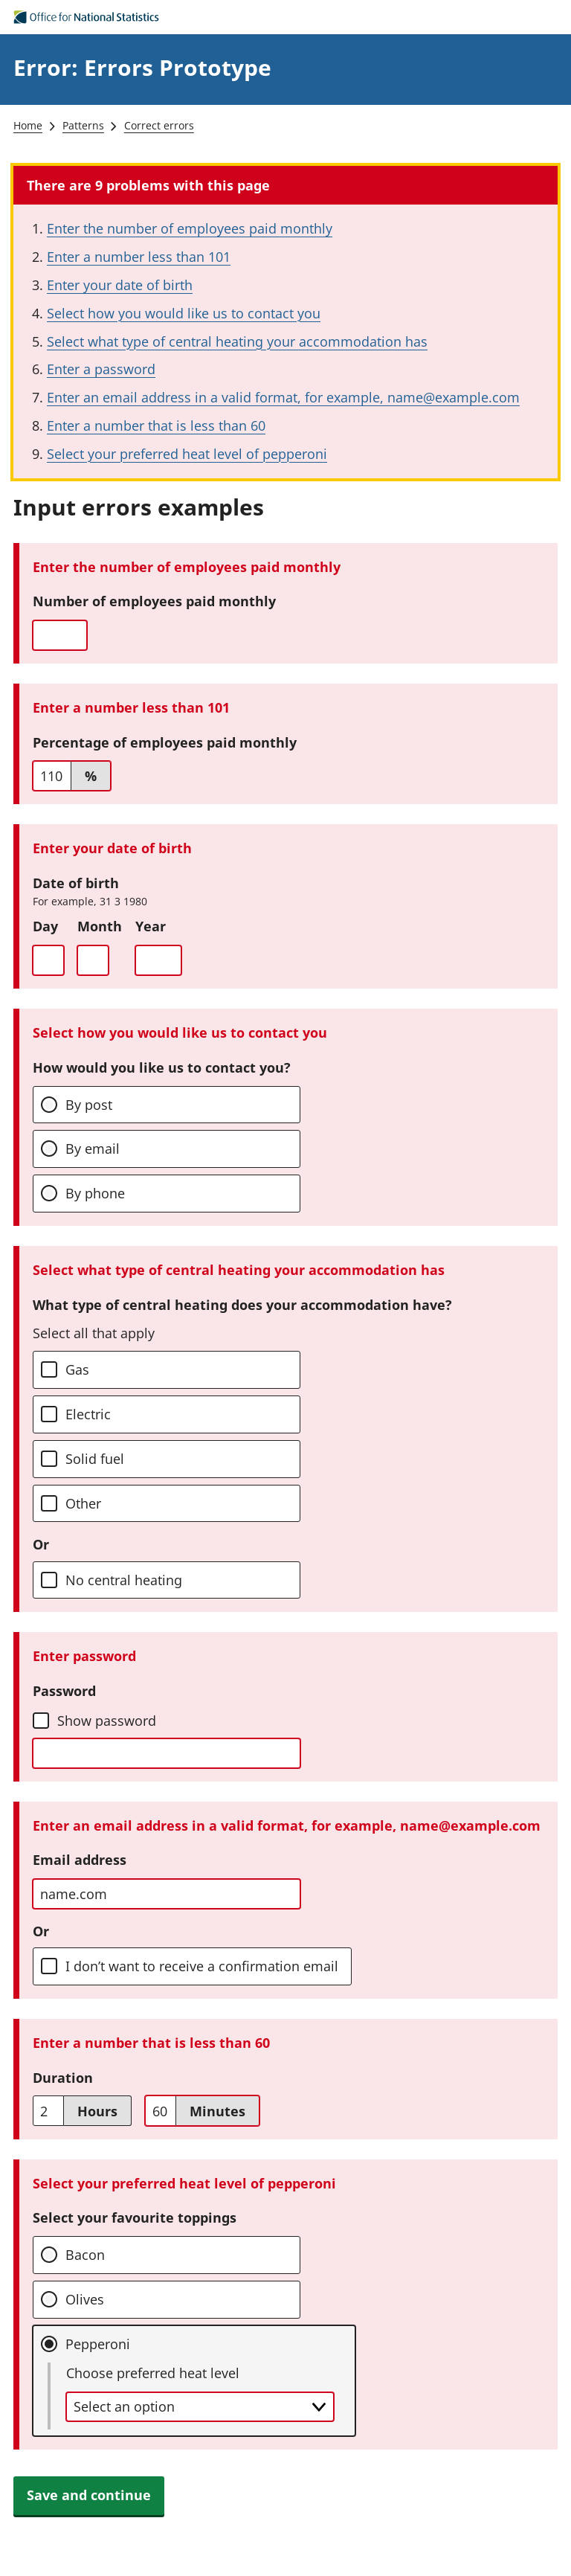 Office for National Statistics
Error: Errors Prototype
Home > Patterns > Correct errors
There are 9 problems with this page
1. Enter the number of employees paid monthly
2. Enter a number less than 101
3. Enter your date of birth
4. Select how you would like us to contact you
5. Select what type of central heating your accommodation has
6. Enter a password
7. Enter an email address in a valid format, for example, name@example.com
8. Enter a number that is less than 60
9. Select your preferred heat level of pepperoni
Input errors examples
Enter the number of employees paid monthly
Number of employees paid monthly
Enter a number less than 101
Percentage of employees paid monthly
110 %
Enter your date of birth
Date of birth
For example, 31 3 1980
Day Month Year
Select how you would like us to contact you
How would you like us to contact you?
By post
By email
By phone
Select what type of central heating your accommodation has
What type of central heating does your accommodation have?
Select all that apply
Gas
Electric
Solid fuel
Other
Or
No central heating
Enter password
Password
Show password
Enter an email address in a valid format, for example, name@example.com
Email address
name.com
Or
I don’t want to receive a confirmation email
Enter a number that is less than 60
Duration
2 Hours 60 Minutes
Select your preferred heat level of pepperoni
Select your favourite toppings
Bacon
Olives
Pepperoni
Choose preferred heat level
Select an option
Save and continue